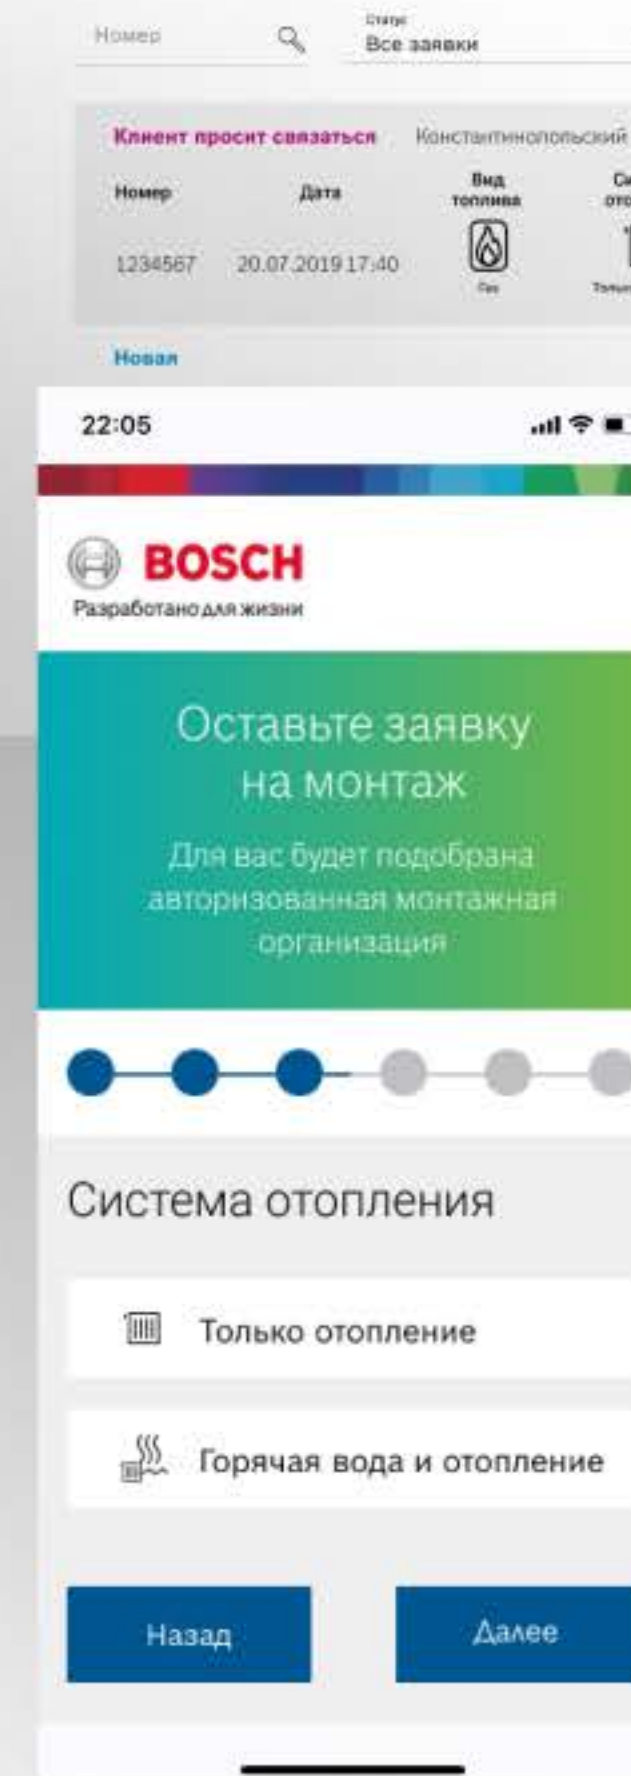 Номер
Статус
Все заявки
Клиент просит связаться
Константинопольский
Номер
Дата
Вид
топлива
1234567
20.07.2019 17:40
Газ
Новая
22:05
BOSCH
Разработано для жизни
Оставьте заявку
на монтаж
Для вас будет подобрана
авторизованная монтажная
организация
Система отопления
Только отопление
Горячая вода и отопление
Назад
Далее